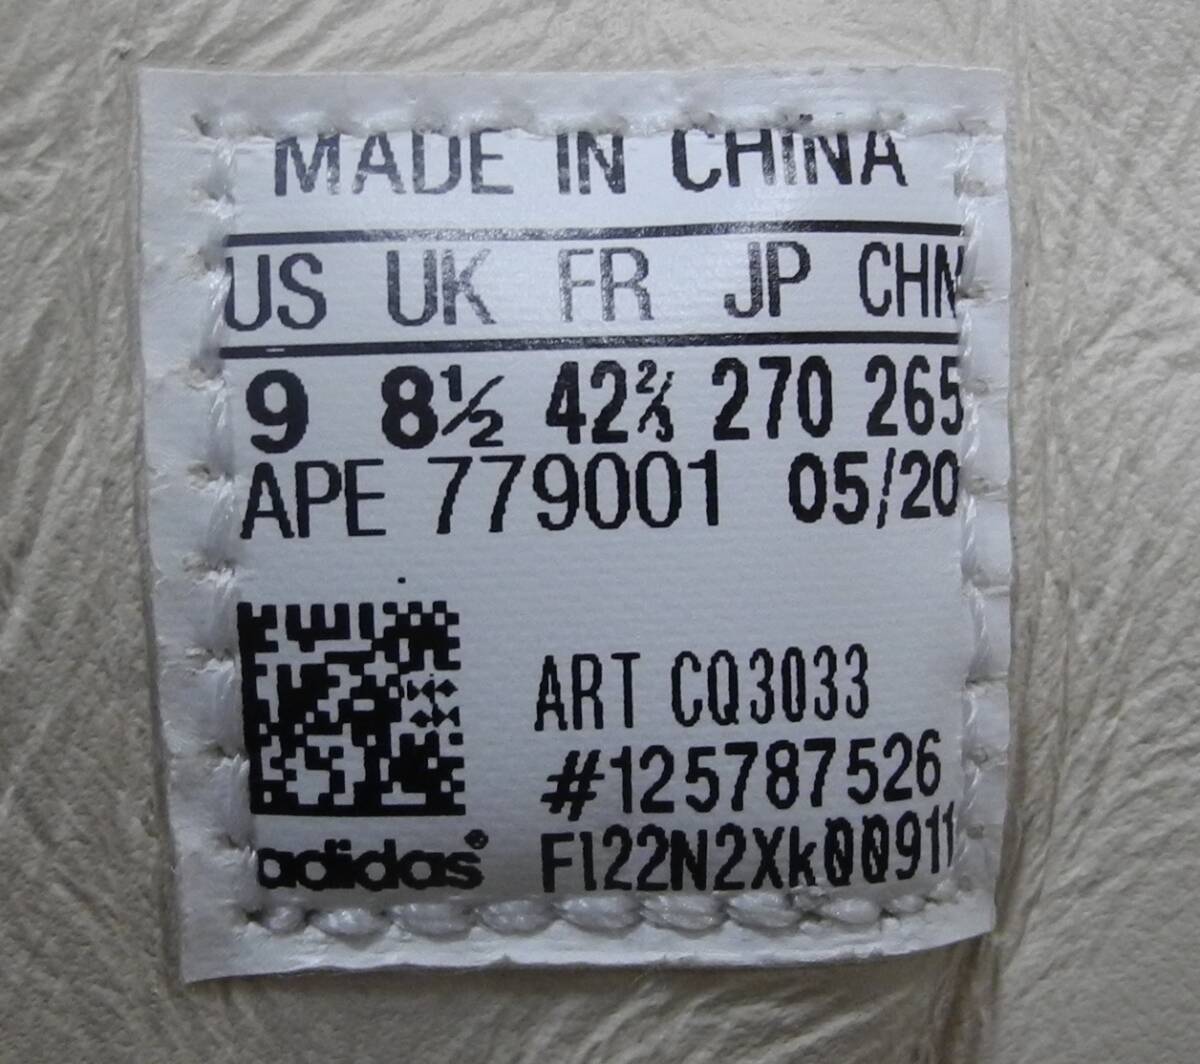 MADE IN CHINA
US UK FR JP CHN
9 8½ 42⅔ 270 265
APE 779001 05/20
ART CQ3033
#125787526
adidas® FI22N2Xk00911